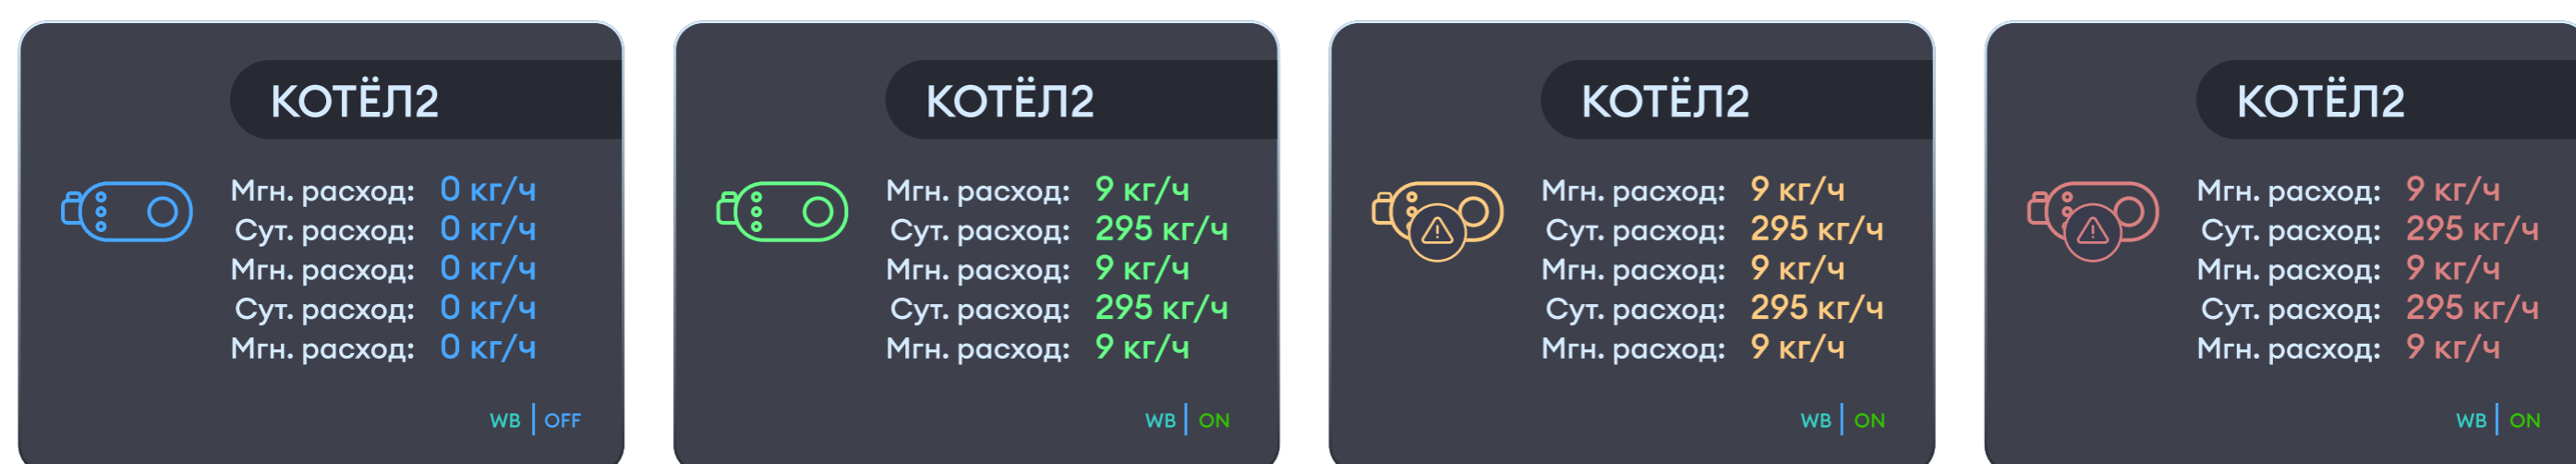 КОТЁЛ2
Мгн. расход: 0 кг/ч
Сут. расход: 0 кг/ч
Мгн. расход: 0 кг/ч
Сут. расход: 0 кг/ч
Мгн. расход: 0 кг/ч
WB | OFF
КОТЁЛ2
Мгн. расход: 9 кг/ч
Сут. расход: 295 кг/ч
Мгн. расход: 9 кг/ч
Сут. расход: 295 кг/ч
Мгн. расход: 9 кг/ч
WB | ON
КОТЁЛ2
Мгн. расход: 9 кг/ч
Сут. расход: 295 кг/ч
Мгн. расход: 9 кг/ч
Сут. расход: 295 кг/ч
Мгн. расход: 9 кг/ч
WB | ON
КОТЁЛ2
Мгн. расход: 9 кг/ч
Сут. расход: 295 кг/ч
Мгн. расход: 9 кг/ч
Сут. расход: 295 кг/ч
Мгн. расход: 9 кг/ч
WB | ON